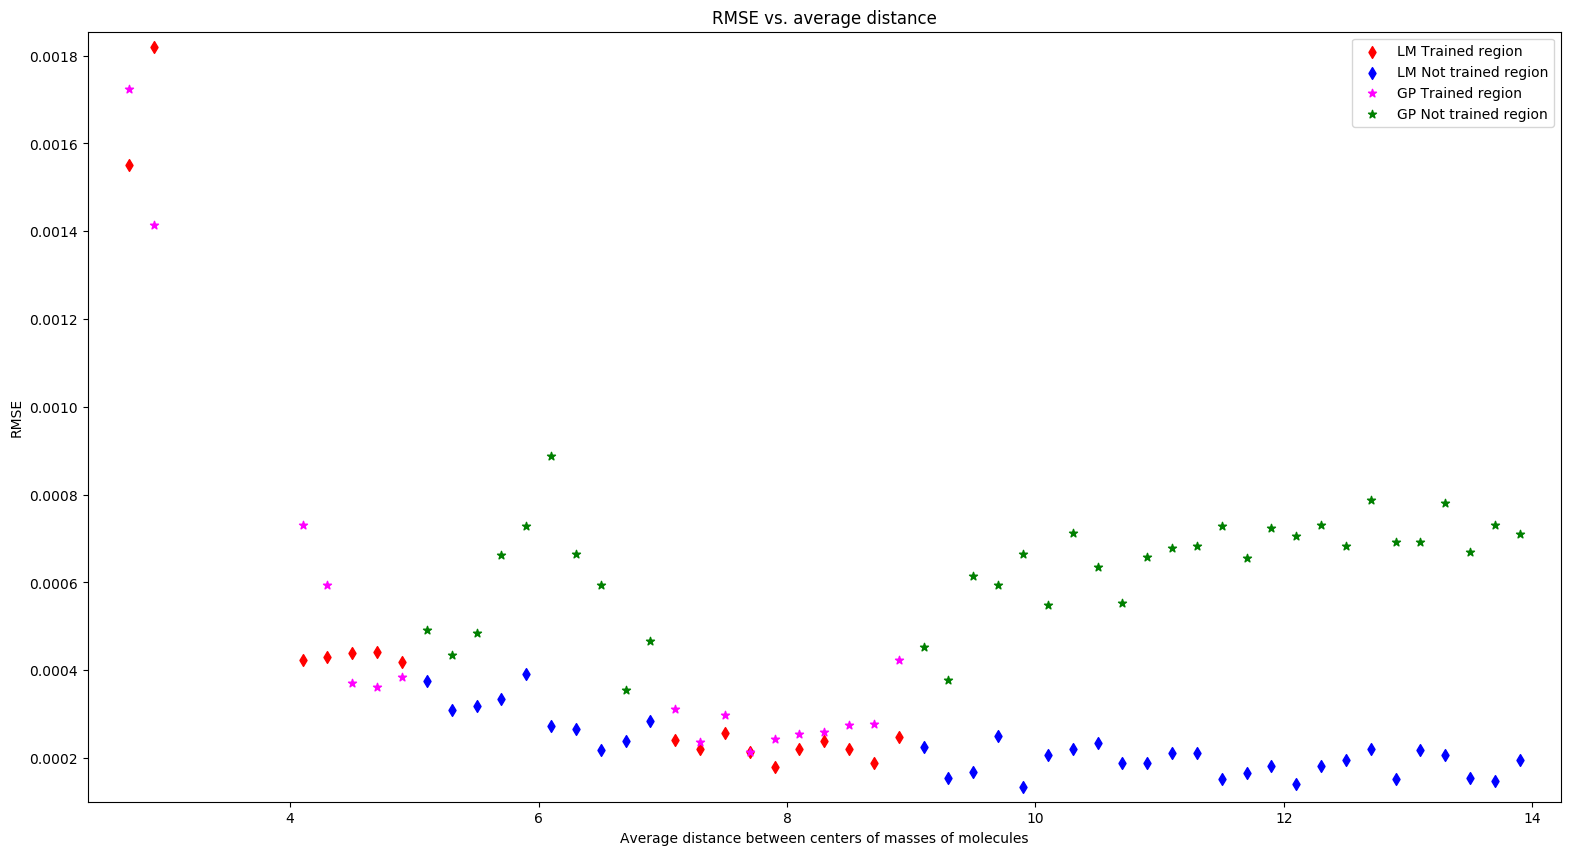 RMSE vs. average distance
LM Trained region
LM Not trained region
GP Trained region
GP Not trained region
RMSE
0.0018
0.0016
0.0014
0.0012
0.0010
0.0008
0.0006
0.0004
0.0002
4
6
8
10
12
14
Average distance between centers of masses of molecules